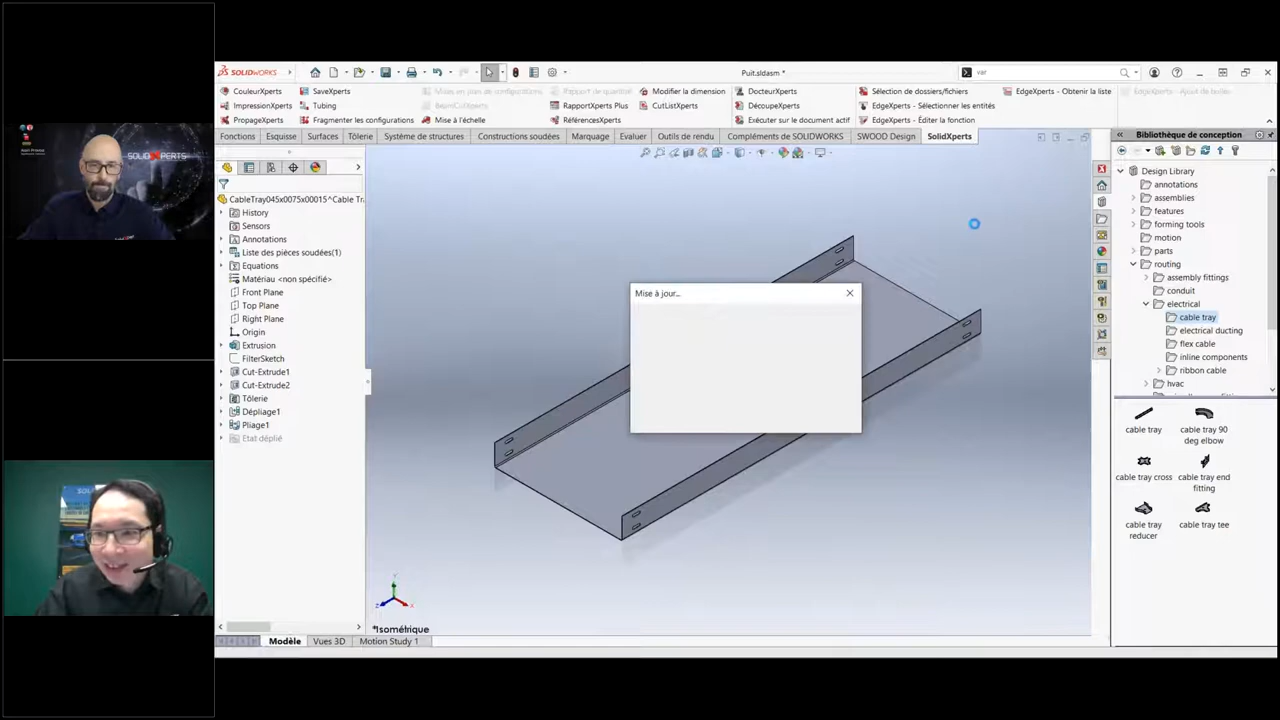 SOLIDXPERTS
SOLIDWORKS
Puit.sldasm *
var
CouleurXperts
SaveXperts
Mises en plan de configurations
Modifier la dimension
DocteurXperts
Sélection de dossiers/fichiers
EdgeXperts - Obtenir la liste
ImpressionXperts
Tubing
RapportXperts Plus
CutListXperts
DécoupeXperts
EdgeXperts - Sélectionner les entités
PropageXperts
Fragmenter les configurations
Mise à l'échelle
RéférencesXperts
Exécuter sur le document actif
EdgeXperts - Éditer la fonction
Fonctions
Esquisse
Surfaces
Tôlerie
Système de structures
Constructions soudées
Marquage
Evaluer
Outils de rendu
Compléments de SOLIDWORKS
SWOOD Design
SolidXperts
Bibliothèque de conception
CableTray045x0075x00015^Cable Tr
History
Sensors
Annotations
Liste des pièces soudées(1)
Equations
Matériau <non spécifié>
Front Plane
Top Plane
Right Plane
Origin
Extrusion
FilterSketch
Cut-Extrude1
Cut-Extrude2
Tôlerie
Dépliage1
Pliage1
Etat déplié
Mise à jour...
Design Library
annotations
assemblies
features
forming tools
motion
parts
routing
assembly fittings
conduit
electrical
cable tray
electrical ducting
flex cable
inline components
ribbon cable
hvac
cable tray
cable tray 90
deg elbow
cable tray cross
cable tray end
fitting
cable tray
reducer
cable tray tee
*Isométrique
Modèle
Vues 3D
Motion Study 1